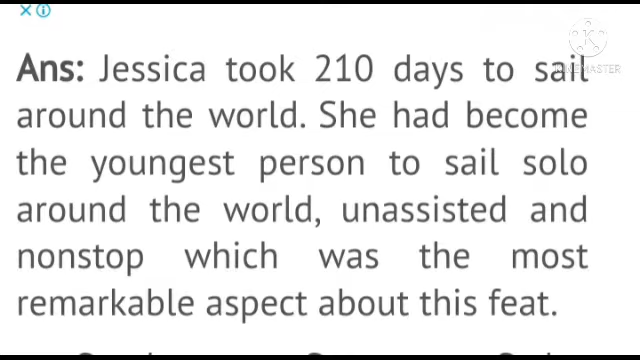 Ans: Jessica took 210 days to sail
around the world. She had become
the youngest person to sail solo
around the world, unassisted and
nonstop which was the most
remarkable aspect about this feat.